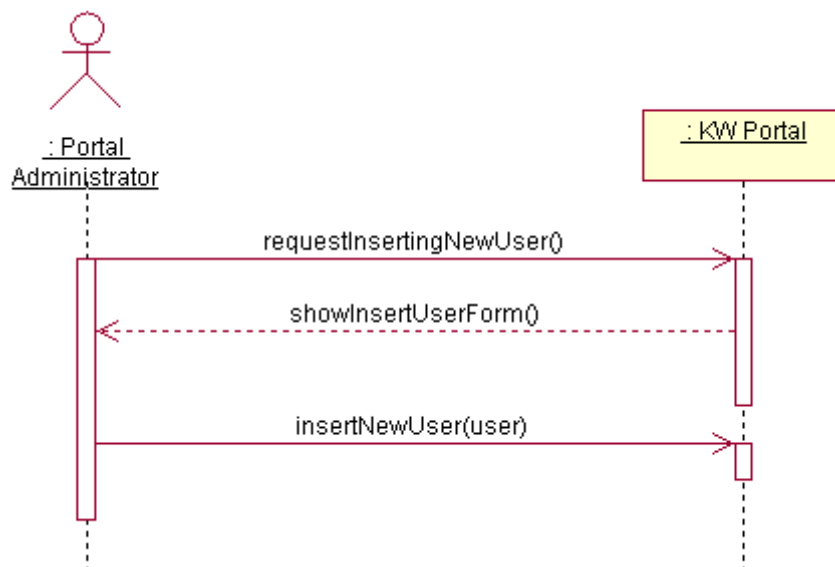 : Portal
Administrator
: KW Portal
requestInsertingNewUser()
showInsertUserForm()
insertNewUser(user)